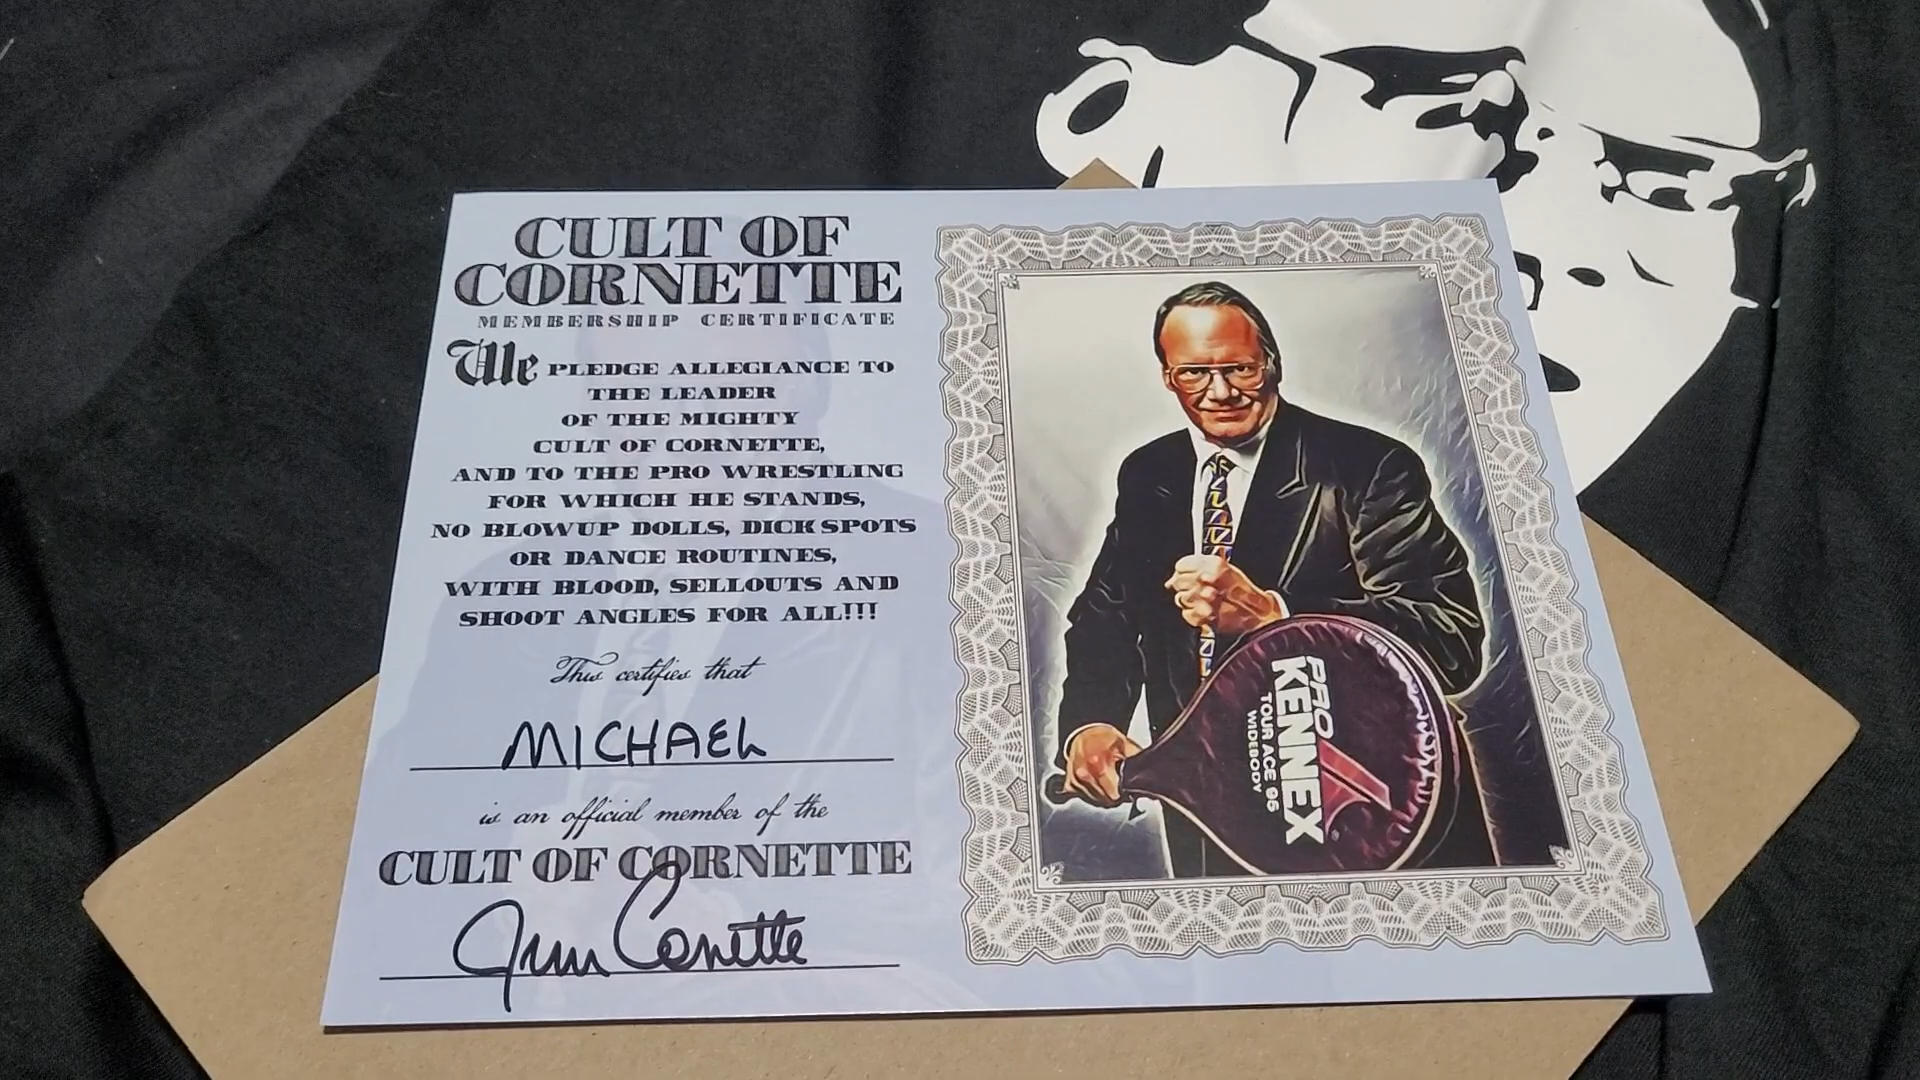 CULT OF
CORNETTE
MEMBERSHIP CERTIFICATE
We PLEDGE ALLEGIANCE TO
THE LEADER
OF THE MIGHTY
CULT OF CORNETTE,
AND TO THE PRO WRESTLING
FOR WHICH HE STANDS,
NO BLOWUP DOLLS, DICK SPOTS
OR DANCE ROUTINES,
WITH BLOOD, SELLOUTS AND
SHOOT ANGLES FOR ALL!!!
This certifies that
MICHAEL
is an official member of the
CULT OF CORNETTE
Jim Cornette
PRO
KENNEX
TOUR ACE 95
WIDEBODY